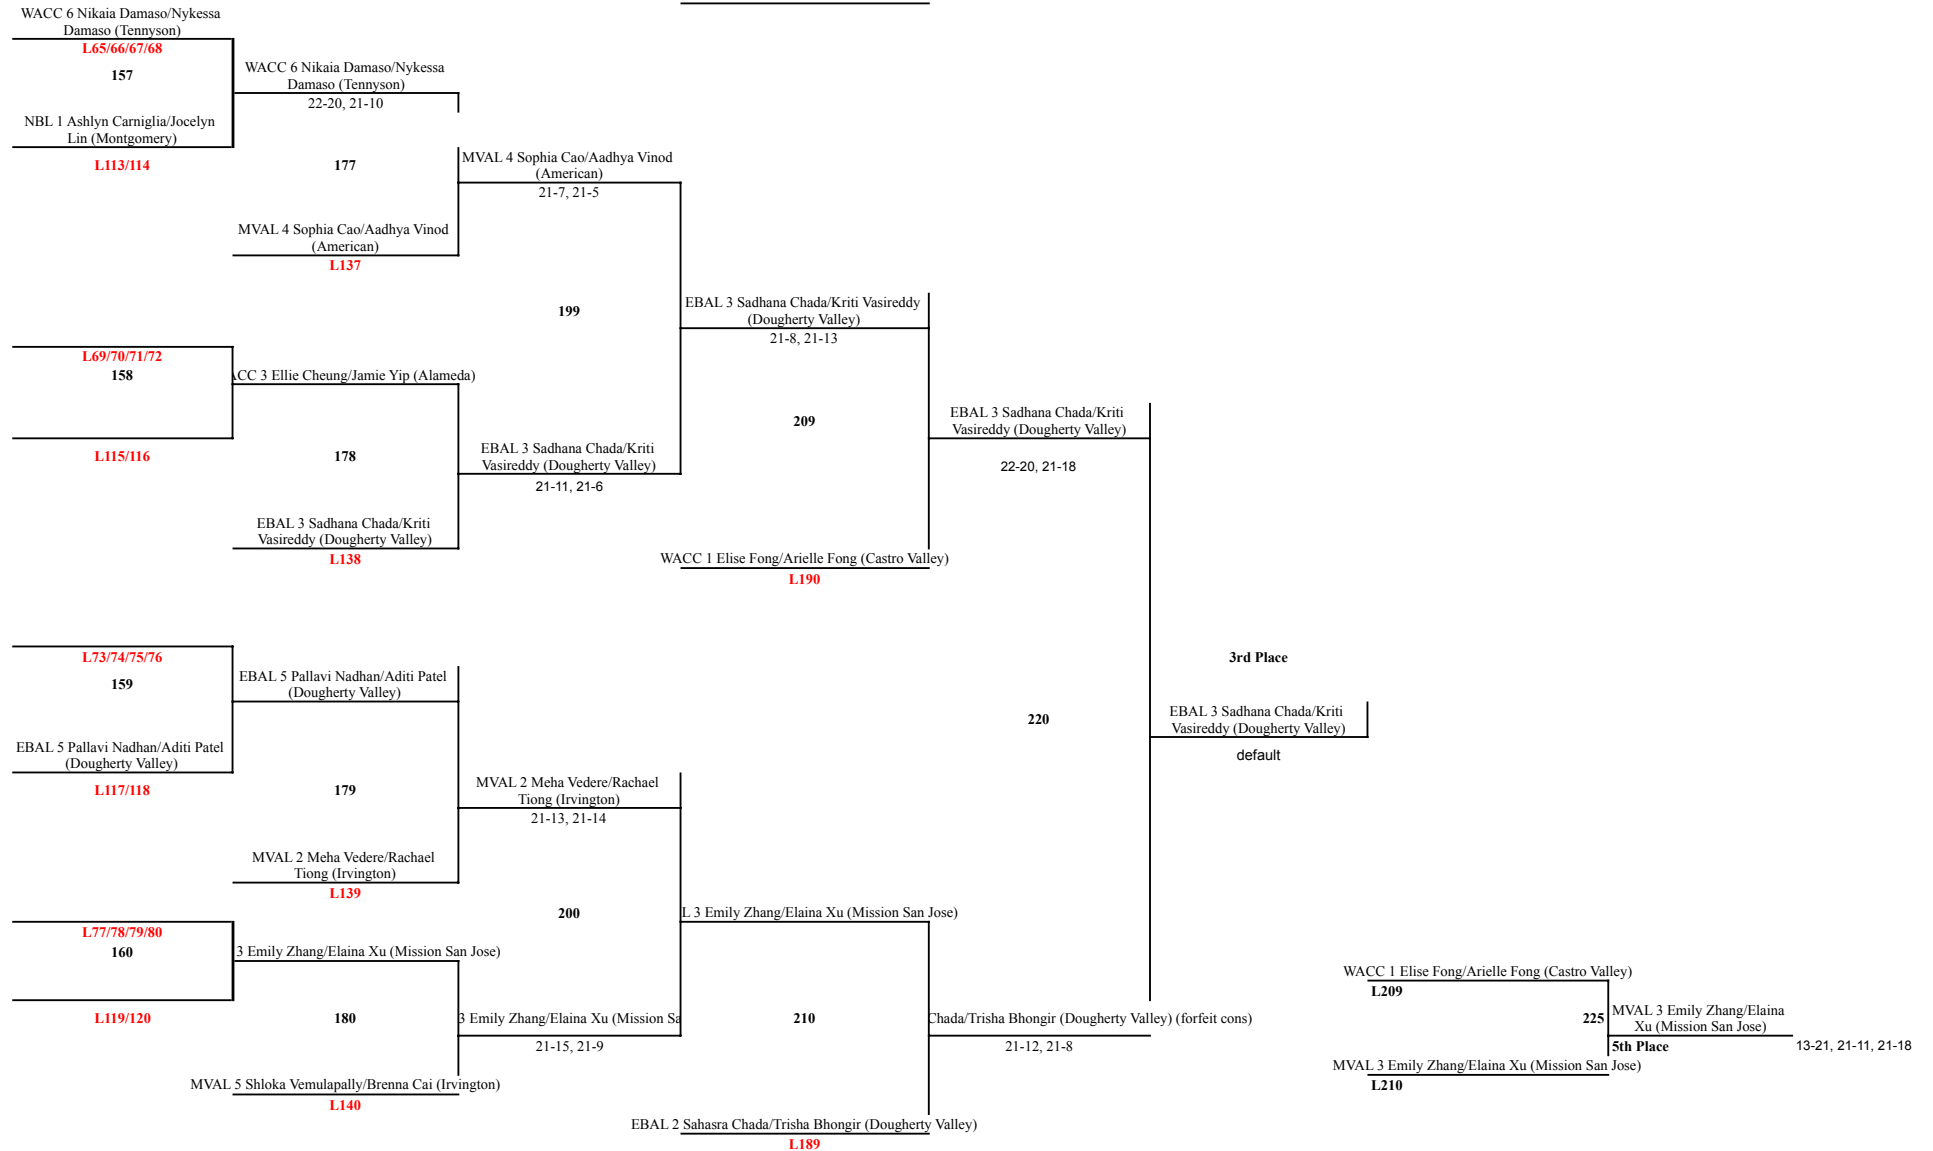 WACC 6 Nikaia Damaso/Nykessa
Damaso (Tennyson)
L65/66/67/68
157
NBL 1 Ashlyn Carniglia/Jocelyn
Lin (Montgomery)
L113/114
WACC 6 Nikaia Damaso/Nykessa
Damaso (Tennyson)
22-20, 21-10
177
MVAL 4 Sophia Cao/Aadhya Vinod
(American)
L137
MVAL 4 Sophia Cao/Aadhya Vinod
(American)
21-7, 21-5
199
L69/70/71/72
158
L115/116
CC 3 Ellie Cheung/Jamie Yip (Alameda)
178
EBAL 3 Sadhana Chada/Kriti
Vasireddy (Dougherty Valley)
L138
EBAL 3 Sadhana Chada/Kriti
Vasireddy (Dougherty Valley)
21-11, 21-6
EBAL 3 Sadhana Chada/Kriti Vasireddy
(Dougherty Valley)
21-8, 21-13
209
WACC 1 Elise Fong/Arielle Fong (Castro Valley)
L190
EBAL 3 Sadhana Chada/Kriti
Vasireddy (Dougherty Valley)
22-20, 21-18
L73/74/75/76
159
EBAL 5 Pallavi Nadhan/Aditi Patel
(Dougherty Valley)
L117/118
EBAL 5 Pallavi Nadhan/Aditi Patel
(Dougherty Valley)
179
MVAL 2 Meha Vedere/Rachael
Tiong (Irvington)
L139
MVAL 2 Meha Vedere/Rachael
Tiong (Irvington)
21-13, 21-14
200
L77/78/79/80
160
L119/120
3 Emily Zhang/Elaina Xu (Mission San Jose)
180
MVAL 5 Shloka Vemulapally/Brenna Cai (Irvington)
L140
3 Emily Zhang/Elaina Xu (Mission Sa
21-15, 21-9
L 3 Emily Zhang/Elaina Xu (Mission San Jose)
210
EBAL 2 Sahasra Chada/Trisha Bhongir (Dougherty Valley)
L189
Chada/Trisha Bhongir (Dougherty Valley) (forfeit cons)
21-12, 21-8
220
3rd Place
EBAL 3 Sadhana Chada/Kriti
Vasireddy (Dougherty Valley)
default
WACC 1 Elise Fong/Arielle Fong (Castro Valley)
L209
225
MVAL 3 Emily Zhang/Elaina Xu (Mission San Jose)
L210
MVAL 3 Emily Zhang/Elaina
Xu (Mission San Jose)
5th Place
13-21, 21-11, 21-18